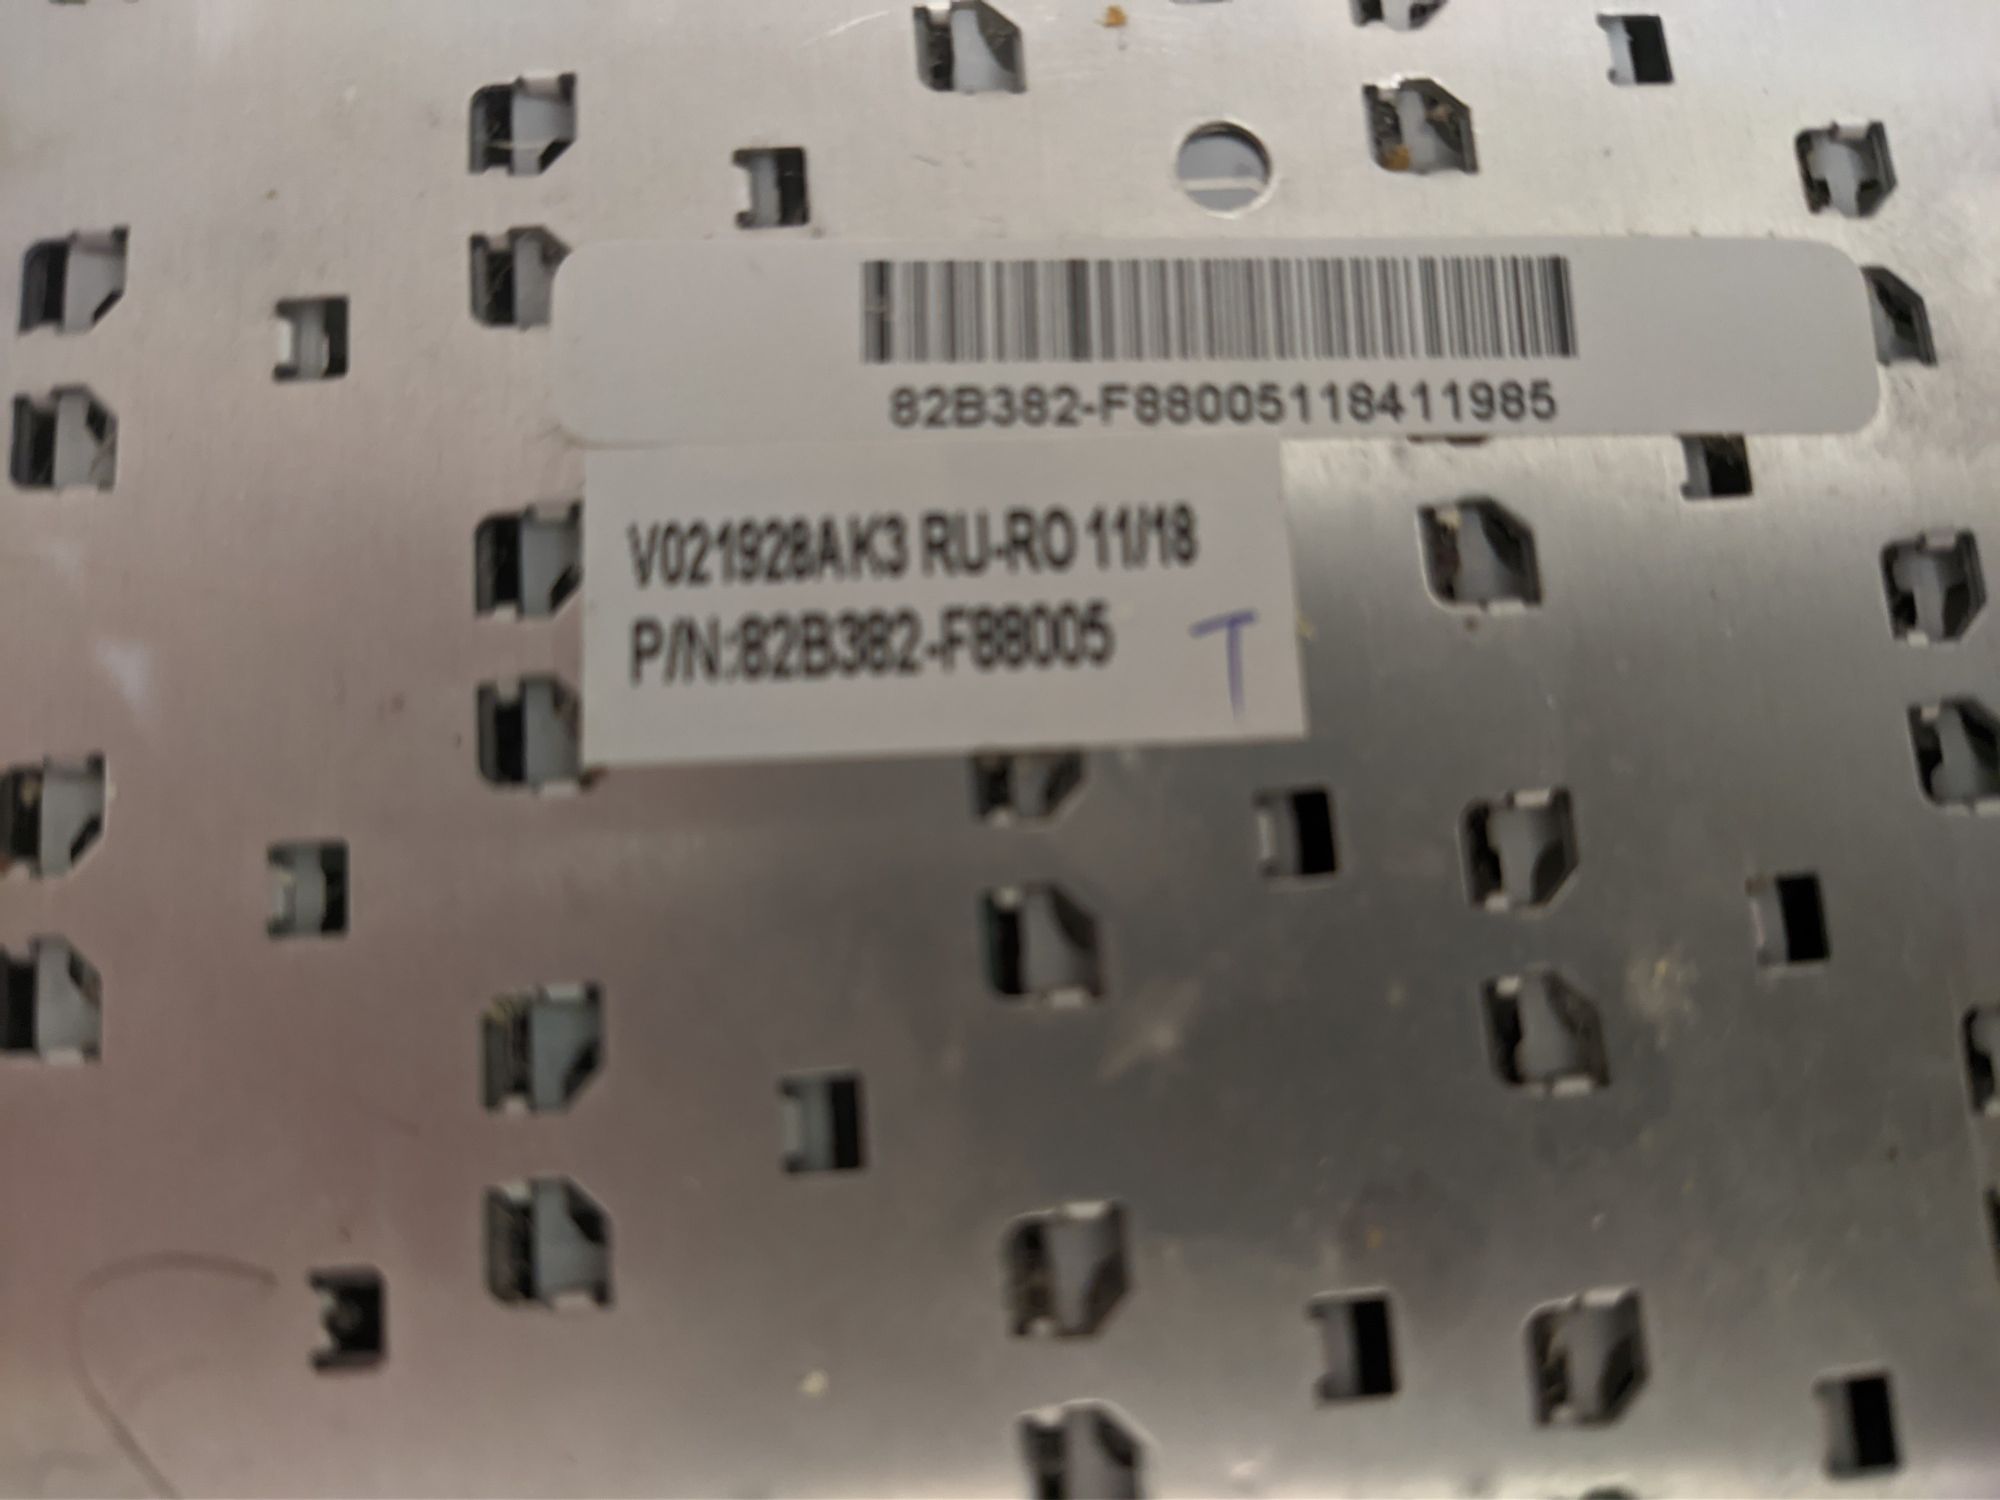 82B382-F88005118411985
V021928AK3 RU-RO 11/18
P/N:82B382-F88005
T